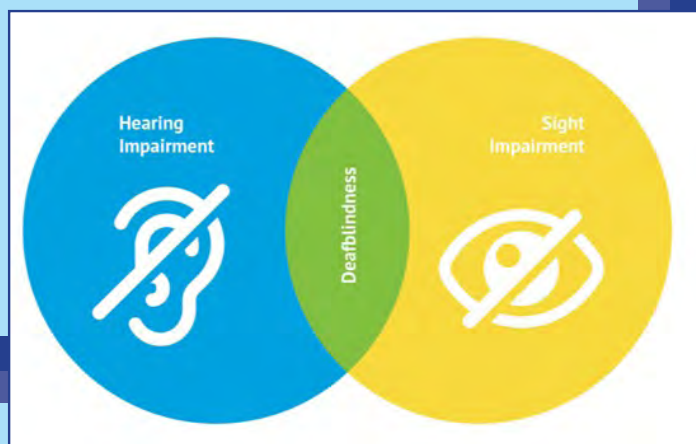 Hearing
Impairment
Deafblindness
Sight
Impairment